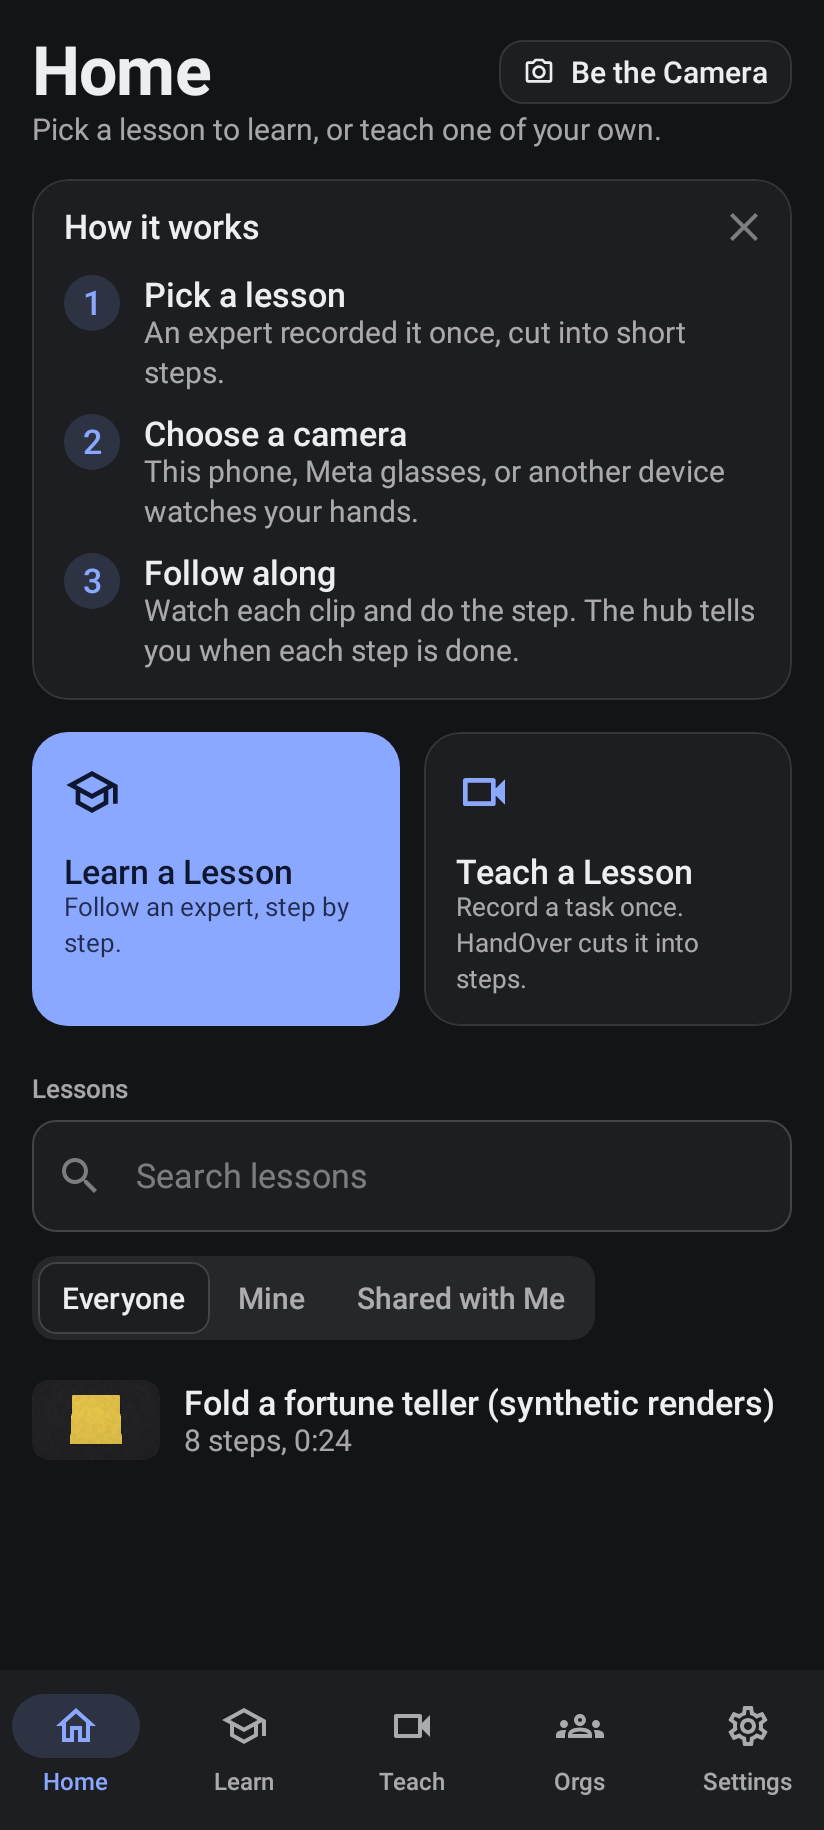 Home
Be the Camera
Pick a lesson to learn, or teach one of your own.
How it works
1
Pick a lesson
An expert recorded it once, cut into short
steps.
2
Choose a camera
This phone, Meta glasses, or another device
watches your hands.
3
Follow along
Watch each clip and do the step. The hub tells
you when each step is done.
Learn a Lesson
Follow an expert, step by
step.
Teach a Lesson
Record a task once.
HandOver cuts it into
steps.
Lessons
Search lessons
Everyone
Mine
Shared with Me
Fold a fortune teller (synthetic renders)
8 steps, 0:24
Home
Learn
Teach
Orgs
Settings